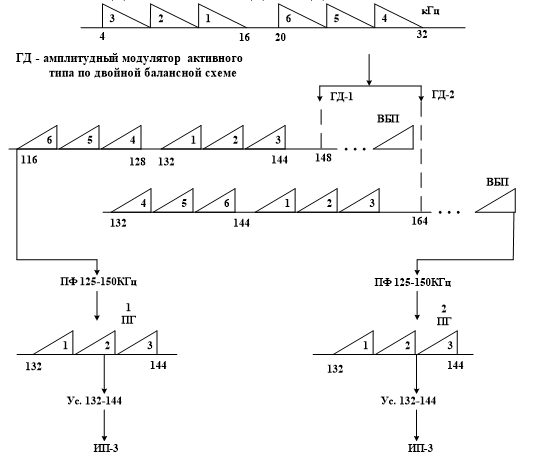 3 2 1 6 5 4 кГц
4 16 20 32
ГД - амплитудный модулятор активного
типа по двойной балансной схеме
ГД-1 ГД-2
ВБП
6 5 4 1 2 3
116 128 132 144 148
ВБП
4 5 6 1 2 3
132 144 164
ПФ 125-150КГц ПФ 125-150КГц
1 2
ПГ ПГ
1 2 3 1 2 3
132 144 132 144
Ус. 132-144 Ус. 132-144
ИП-3 ИП-3